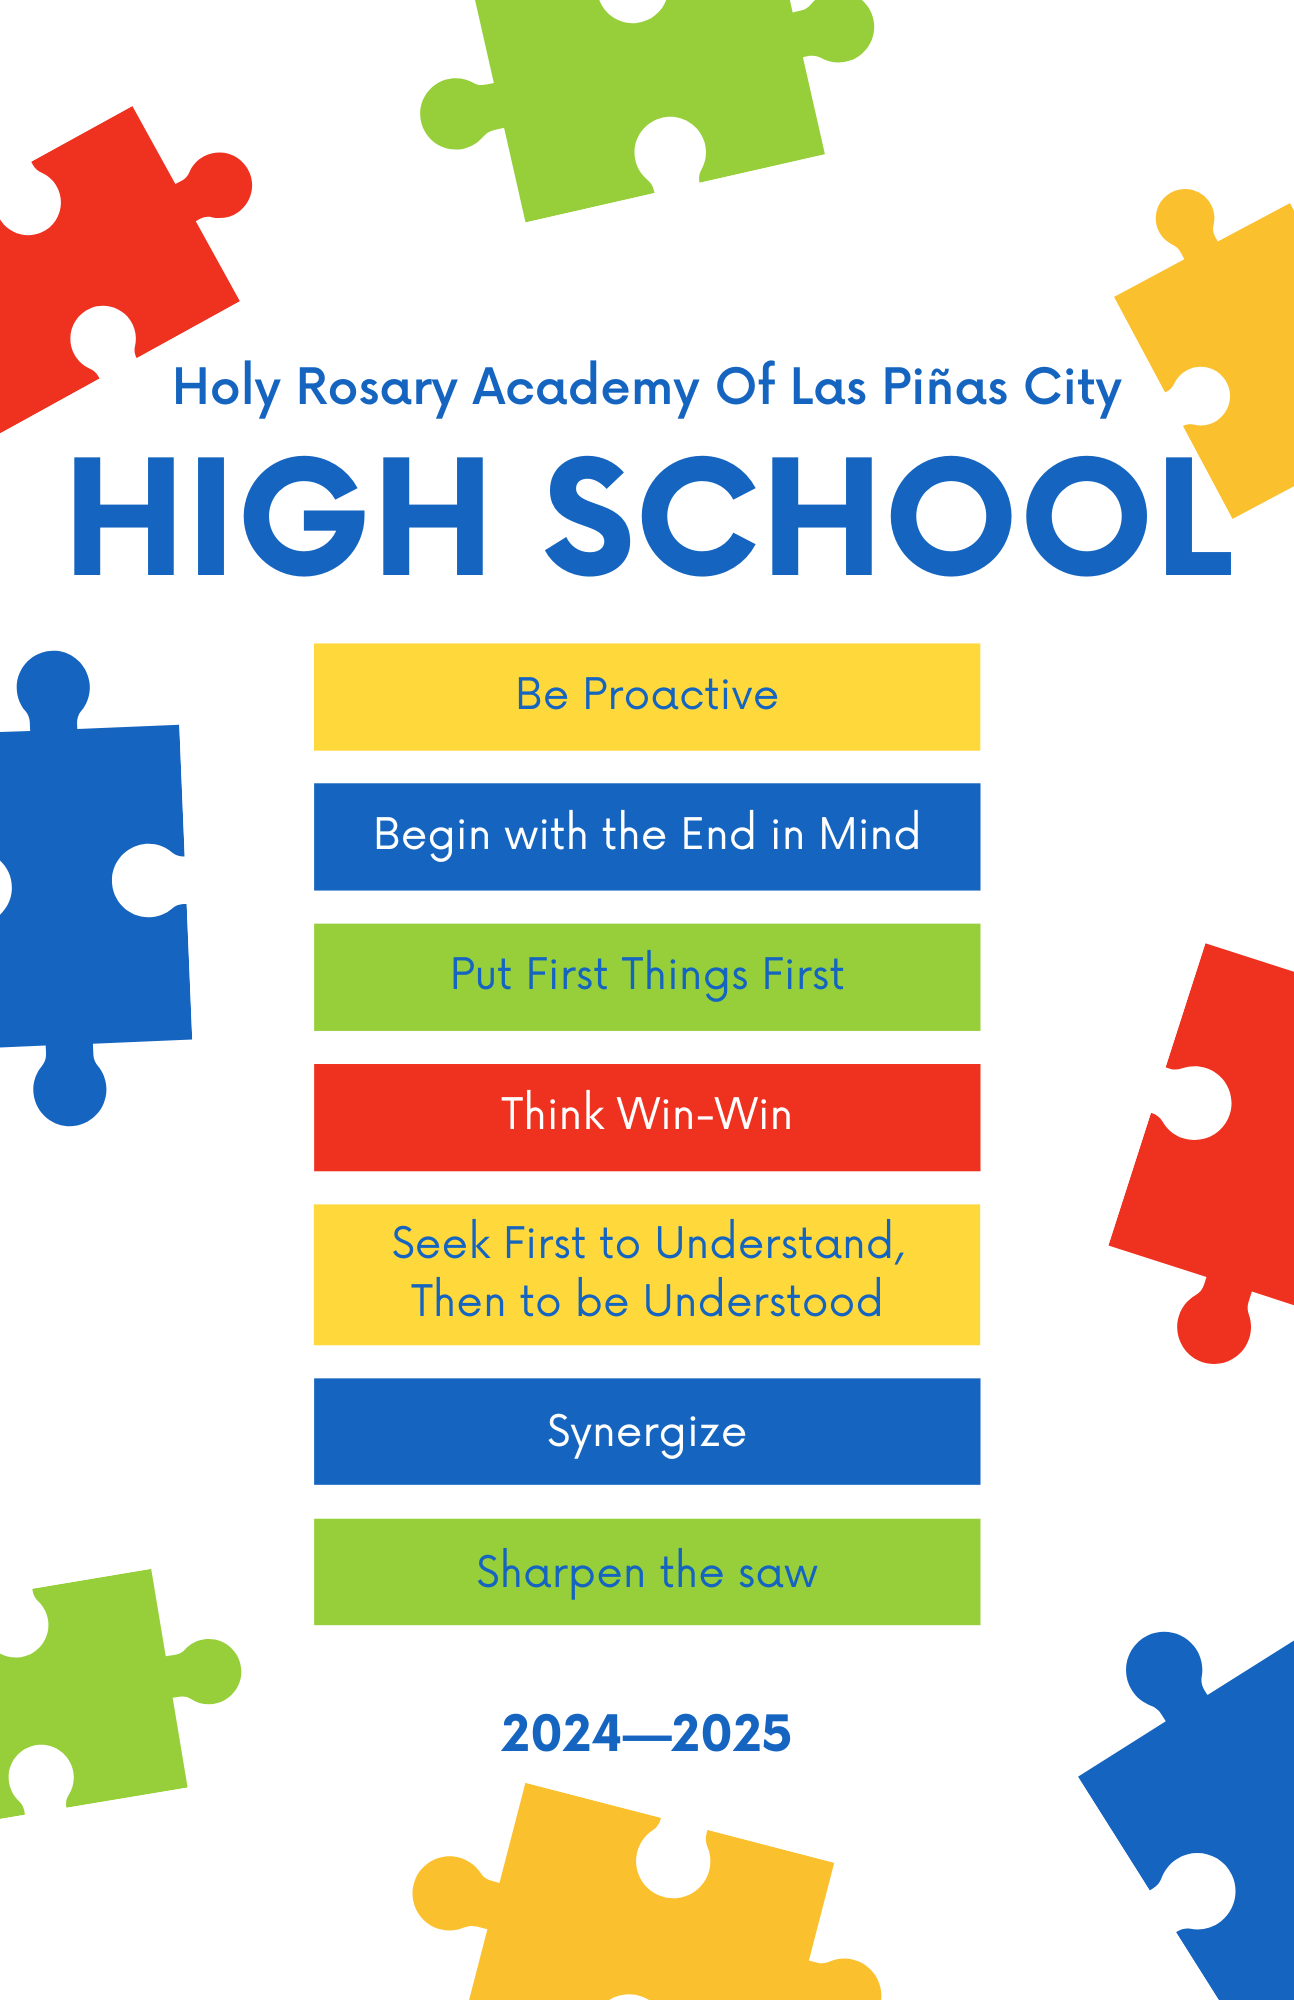 Holy Rosary Academy Of Las Piñas City
HIGH SCHOOL
Be Proactive
Begin with the End in Mind
Put First Things First
Think Win-Win
Seek First to Understand,
Then to be Understood
Synergize
Sharpen the saw
2024—2025